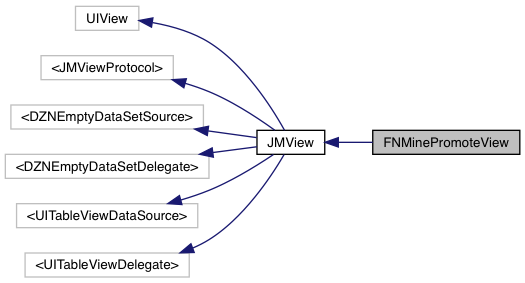 UIView
<JMViewProtocol>
<DZNEmptyDataSetSource>
<DZNEmptyDataSetDelegate>
<UITableViewDataSource>
<UITableViewDelegate>
JMView
FNMinePromoteView